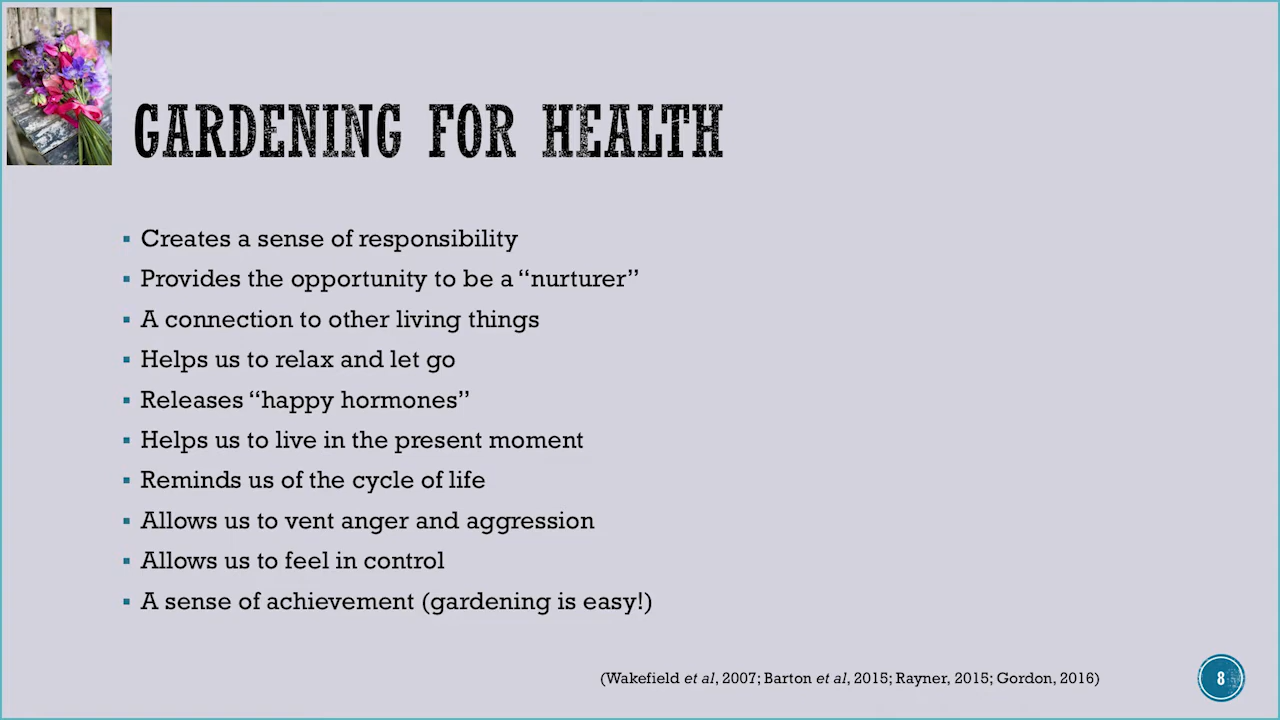 GARDENING FOR HEALTH
▪ Creates a sense of responsibility
▪ Provides the opportunity to be a “nurturer”
▪ A connection to other living things
▪ Helps us to relax and let go
▪ Releases “happy hormones”
▪ Helps us to live in the present moment
▪ Reminds us of the cycle of life
▪ Allows us to vent anger and aggression
▪ Allows us to feel in control
▪ A sense of achievement (gardening is easy!)
(Wakefield et al, 2007; Barton et al, 2015; Rayner, 2015; Gordon, 2016)
8